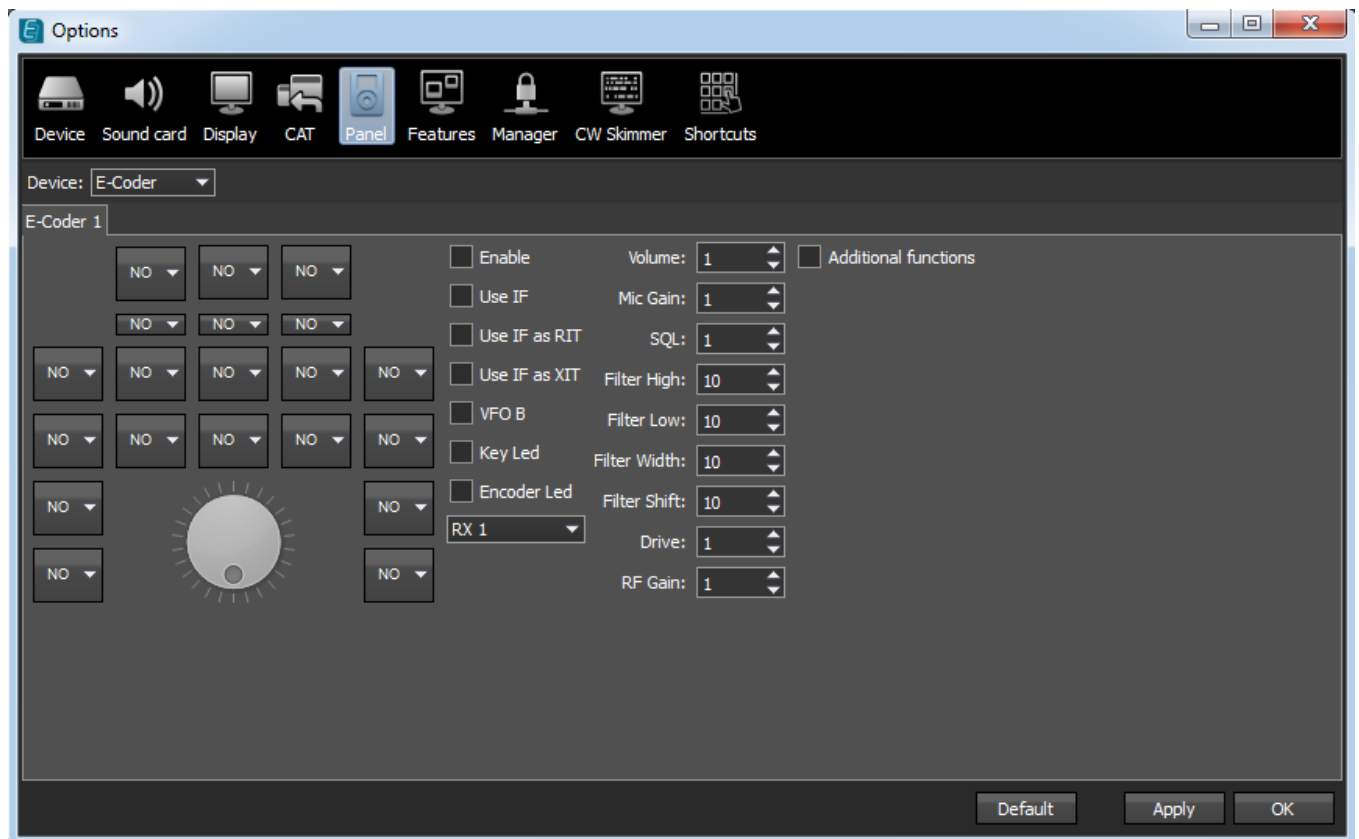 Options
Device Sound card Display CAT Panel Features Manager CW Skimmer Shortcuts
Device: E-Coder
E-Coder 1
NO NO NO
NO NO NO
NO NO NO NO NO
NO NO NO NO NO
NO NO
NO NO
Enable
Use IF
Use IF as RIT
Use IF as XIT
VFO B
Key Led
Encoder Led
RX 1
Volume: 1
Mic Gain: 1
SQL: 1
Filter High: 10
Filter Low: 10
Filter Width: 10
Filter Shift: 10
Drive: 1
RF Gain: 1
Additional functions
Default Apply OK